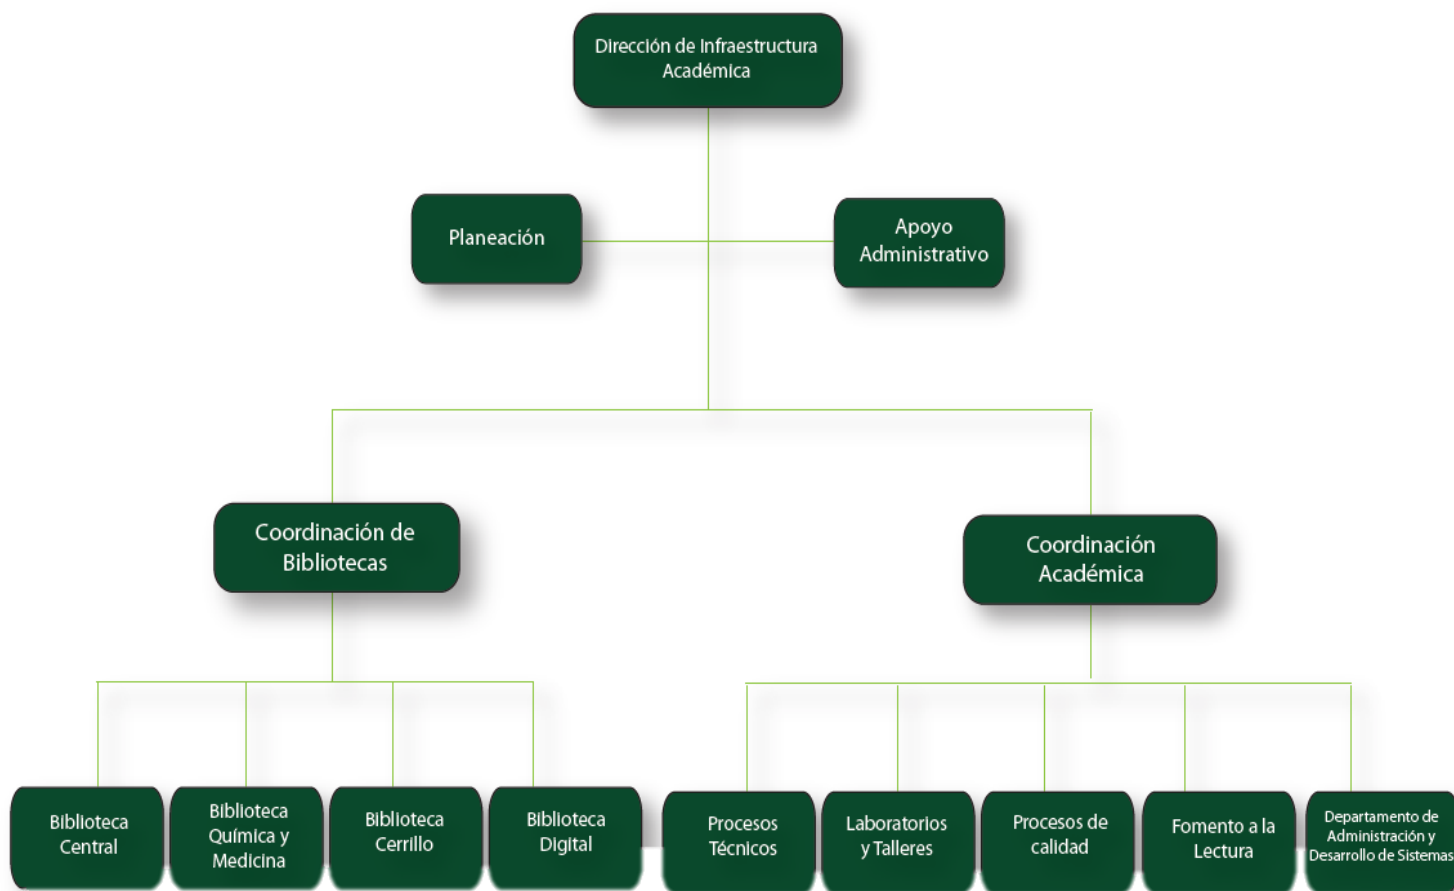 Dirección de Infraestructura
Académica
Planeación
Apoyo
Administrativo
Coordinación de
Bibliotecas
Coordinación
Académica
Biblioteca
Central
Biblioteca
Química y
Medicina
Biblioteca
Cerrillo
Biblioteca
Digital
Procesos
Técnicos
Laboratorios
y Talleres
Procesos de
calidad
Fomento a la
Lectura
Departamento de
Administración y
Desarrollo de Sistemas